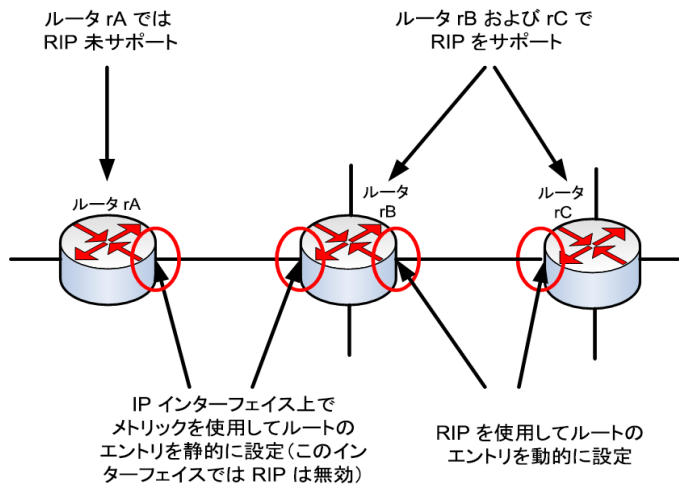 ルータ rA では
RIP 未サポート
ルータ rB および rC で
RIP をサポート
ルータ rA
ルータ
rB
ルータ
rC
IP インターフェイス上で
メトリックを使用してルートの
エントリを静的に設定(このイン
ターフェイスでは RIP は無効)
RIP を使用してルートの
エントリを動的に設定